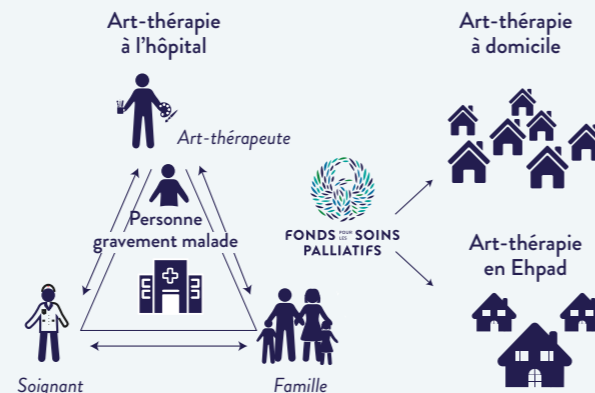 Art-thérapie
à l'hôpital
Art-thérapeute
Personne
gravement malade
Soignant
Famille
FONDS POUR LES SOINS
PALLIATIFS
Art-thérapie
à domicile
Art-thérapie
en Ehpad